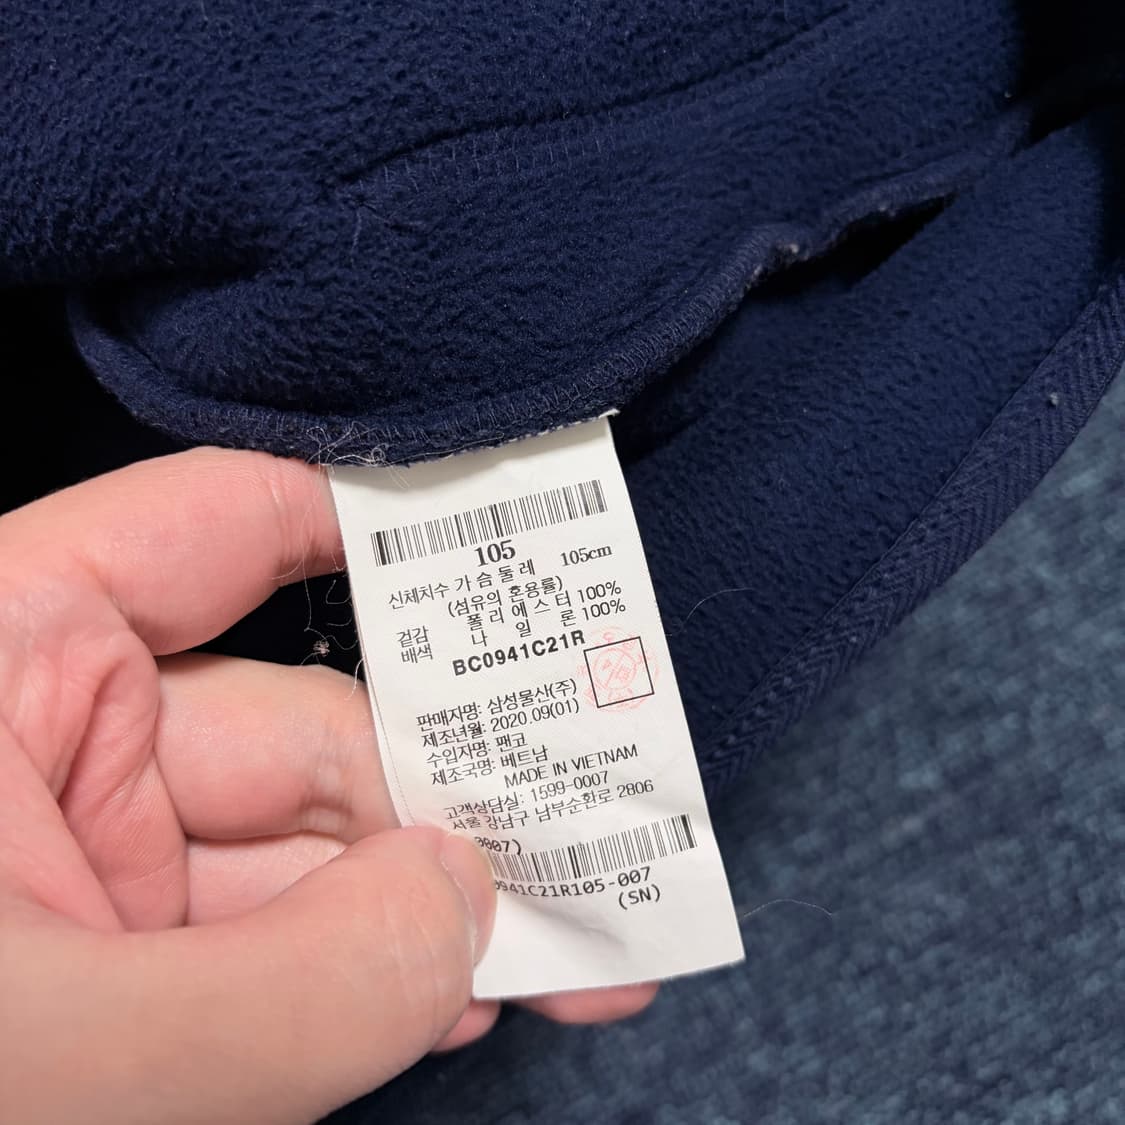 105
신체치수 가슴둘레 105cm
(섬유의 혼용률)
겉감 폴리에스터 100%
배색 나일론 100%
BC0941C21R
판매자명: 삼성물산(주)
제조년월: 2020.09(01)
수입자명: 팬코
제조국명: 베트남
MADE IN VIETNAM
고객상담실: 1599-0007
서울 강남구 남부순환로 2806
0007)
0941C21R105-007
(SN)